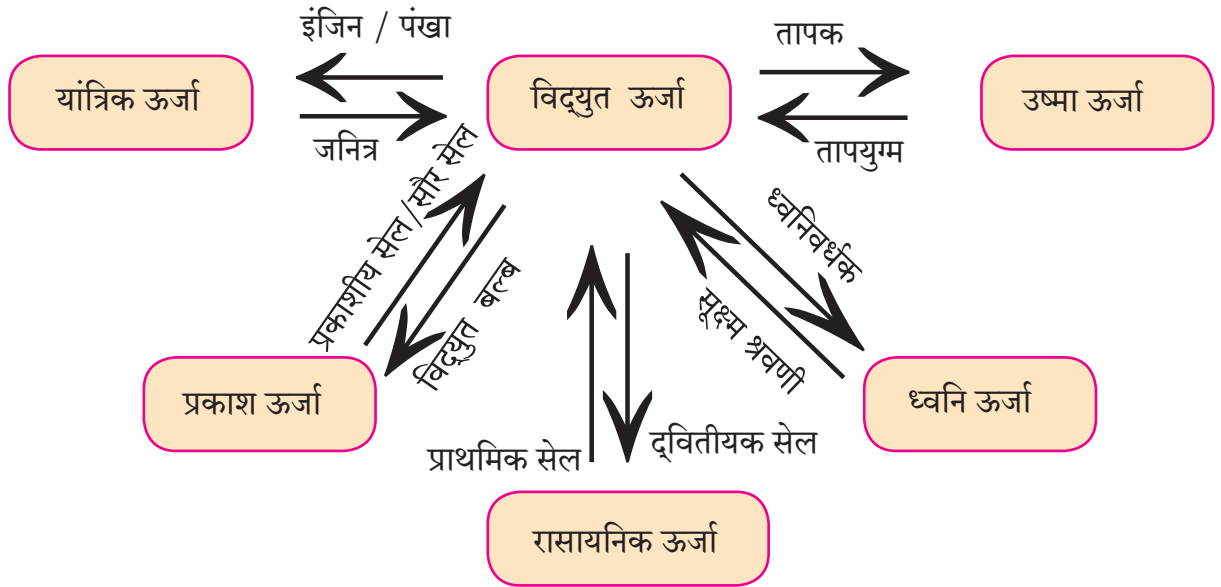 इंजिन / पंखा
तापक
यांत्रिक ऊर्जा
विद्‌युत ऊर्जा
उष्मा ऊर्जा
जनित्र
तापयुग्म
प्रकाशीय सेल/सौर सेल
विद्‌युत बल्ब
ध्वनिवर्धक
सूक्ष्म श्रवणी
प्रकाश ऊर्जा
ध्वनि ऊर्जा
प्राथमिक सेल
द्‌वितीयक सेल
रासायनिक ऊर्जा